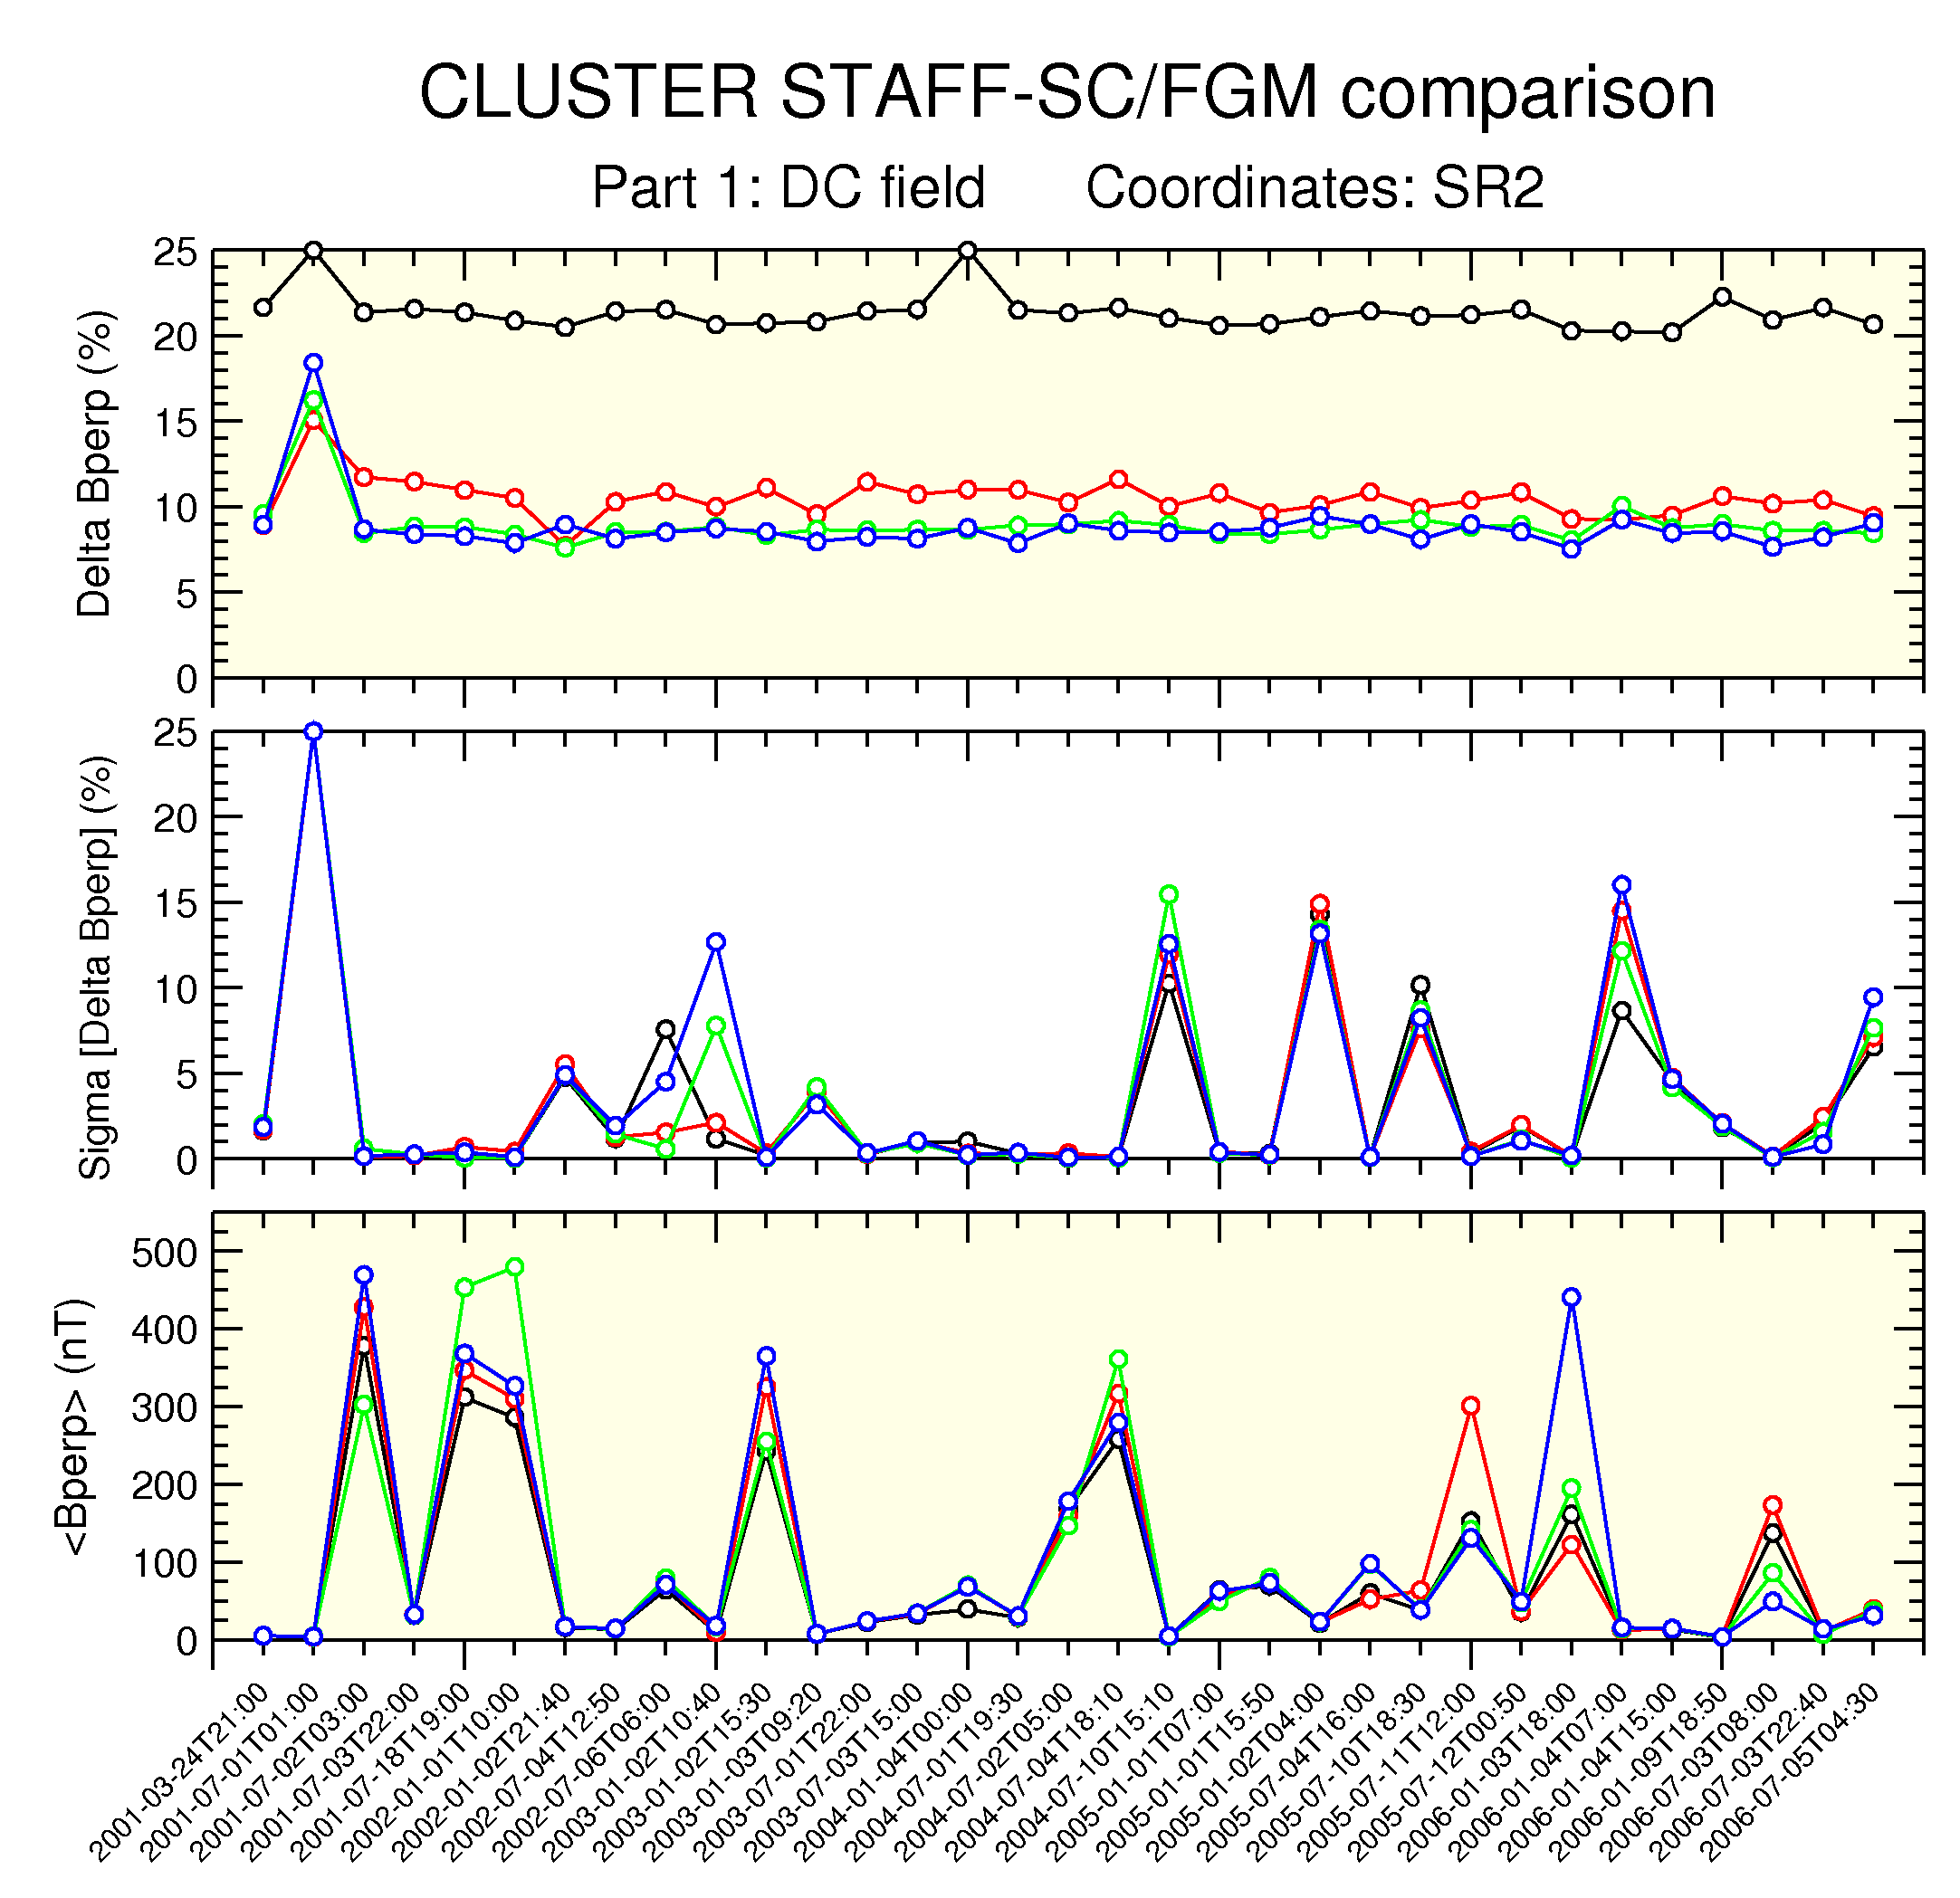 CLUSTER STAFF-SC/FGM comparison
Part 1: DC field Coordinates: SR2
Delta Bperp (%)
25
20
15
10
5
0
Sigma [Delta Bperp] (%)
25
20
15
10
5
0
<Bperp> (nT)
500
400
300
200
100
0
2001-03-24T21:00
2001-07-01T01:00
2001-07-02T03:00
2001-07-03T22:00
2001-07-18T19:00
2002-01-01T10:00
2002-01-02T21:40
2002-07-04T12:50
2002-07-06T06:00
2003-01-02T10:40
2003-01-02T15:30
2003-01-03T09:20
2003-07-01T22:00
2003-07-03T15:00
2004-01-04T00:00
2004-07-01T19:30
2004-07-02T05:00
2004-07-04T18:10
2004-07-10T15:10
2005-01-01T07:00
2005-01-01T15:50
2005-01-02T04:00
2005-07-04T16:00
2005-07-10T18:30
2005-07-11T12:00
2005-07-12T00:50
2006-01-03T18:00
2006-01-04T07:00
2006-01-04T15:00
2006-01-09T18:50
2006-07-03T08:00
2006-07-03T22:40
2006-07-05T04:30